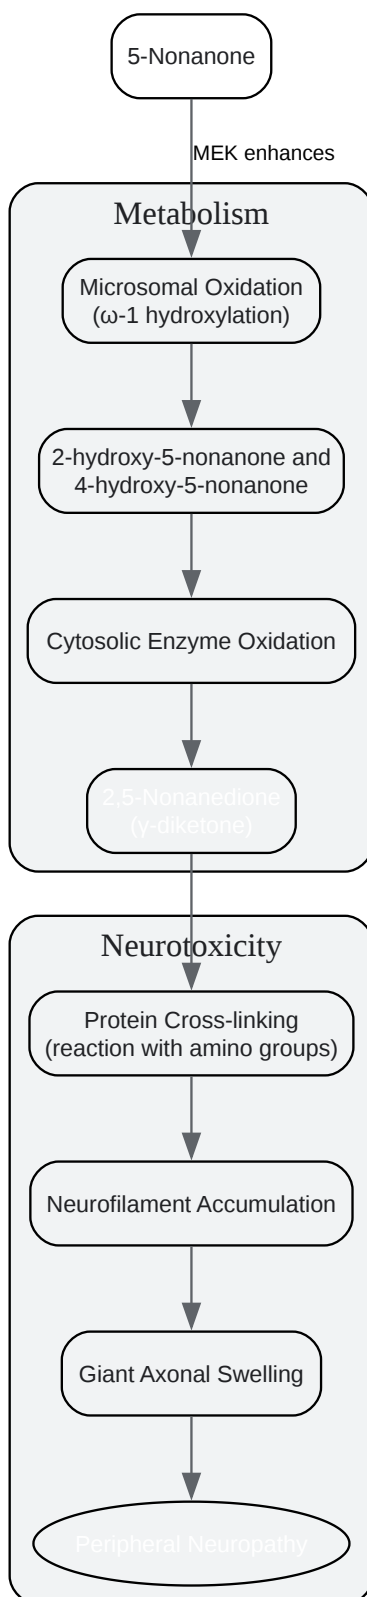 5-Nonanone
MEK enhances
Metabolism
Microsomal Oxidation
(ω-1 hydroxylation)
2-hydroxy-5-nonanone and
4-hydroxy-5-nonanone
Cytosolic Enzyme Oxidation
2,5-Nonanedione
(γ-diketone)
Neurotoxicity
Protein Cross-linking
(reaction with amino groups)
Neurofilament Accumulation
Giant Axonal Swelling
Peripheral Neuropathy